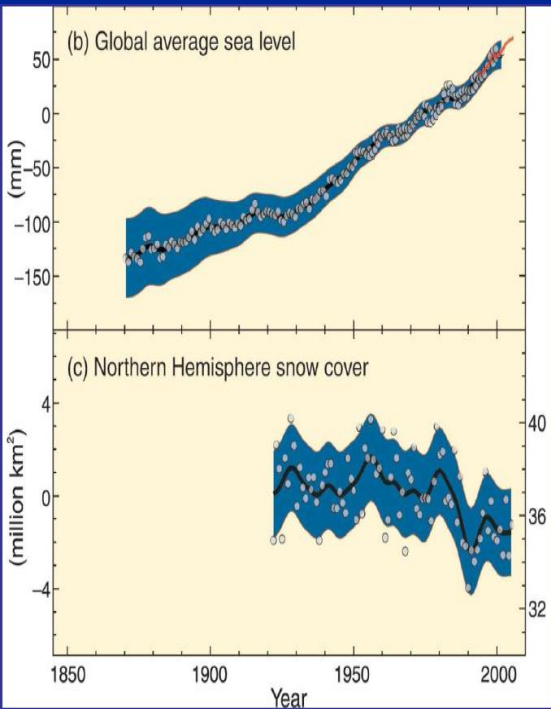 (b) Global average sea level
50
0
−50
−100
−150
(mm)
(c) Northern Hemisphere snow cover
4
0
−4
(million km²)
40
36
32
1850 1900 1950 2000
Year